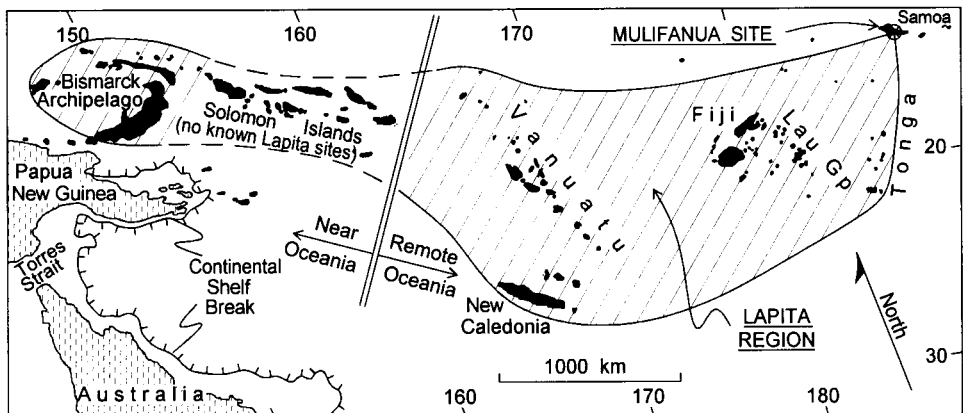 150
160
170
180
MULIFANUA SITE
Samoa
Bismarck
Archipelago
Solomon Islands
(no known Lapita sites)
Vanuatu
Fiji
Lau Gp
Tonga
20
Papua
New Guinea
Torres
Strait
Near
Oceania
Remote
Oceania
Continental
Shelf
Break
New
Caledonia
LAPITA
REGION
North
1000 km
30
Australia
160
170
180